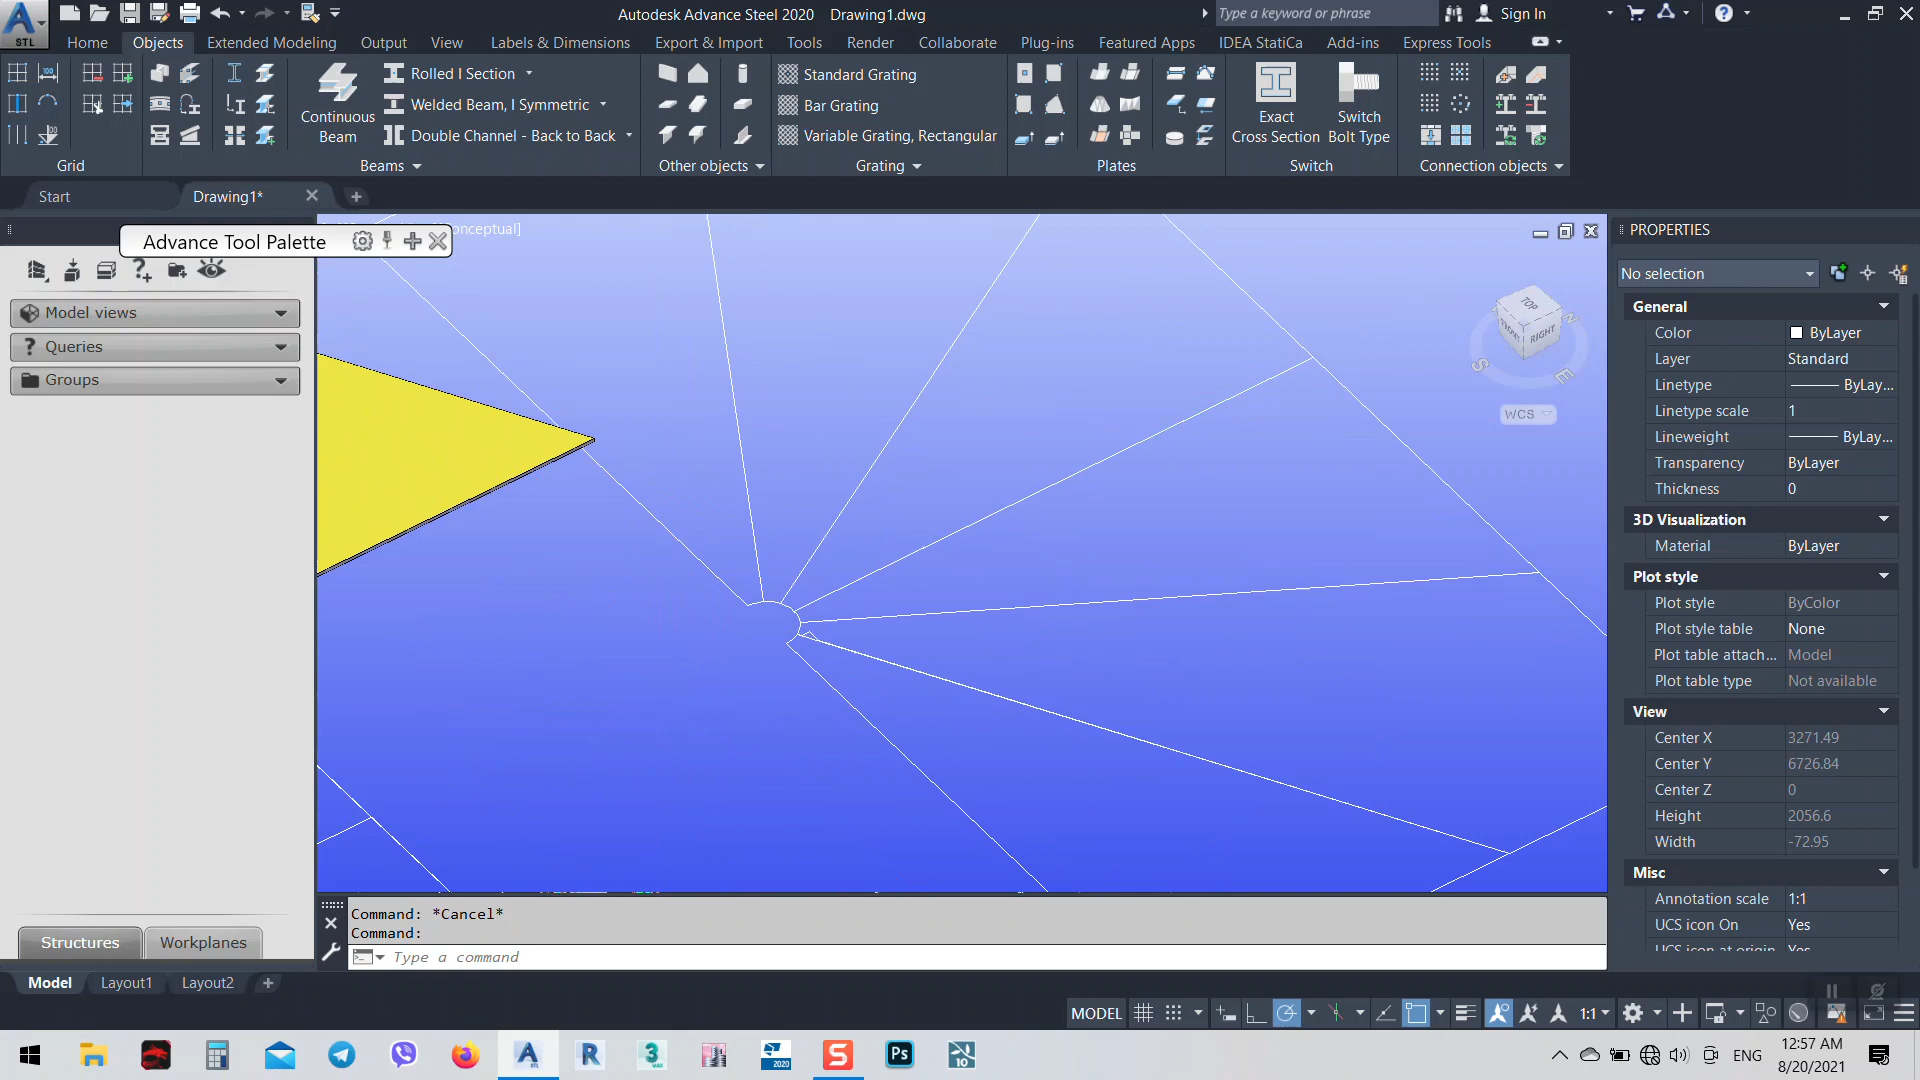 Autodesk Advance Steel 2020 Drawing1.dwg
Type a keyword or phrase
Sign In
STL
Home Objects Extended Modeling Output View Labels & Dimensions Export & Import Tools Render Collaborate Plug-ins Featured Apps IDEA StatiCa Add-ins Express Tools
Continuous
Beam
Rolled I Section
Welded Beam, I Symmetric
Double Channel - Back to Back
Standard Grating
Bar Grating
Variable Grating, Rectangular
Exact
Cross Section
Switch
Bolt Type
Grid
Beams
Other objects
Grating
Plates
Switch
Connection objects
Start
Drawing1*
Advance Tool Palette
onceptual]
Model views
Queries
Groups
TOP
RIGHT
N
S
E
WCS
PROPERTIES
No selection
General
Color ByLayer
Layer Standard
Linetype ByLay...
Linetype scale 1
Lineweight ByLay...
Transparency ByLayer
Thickness 0
3D Visualization
Material ByLayer
Plot style
Plot style ByColor
Plot style table None
Plot table attach... Model
Plot table type Not available
View
Center X 3271.49
Center Y 6726.84
Center Z 0
Height 2056.6
Width -72.95
Misc
Annotation scale 1:1
UCS icon On Yes
UCS icon at origin Yes
Command: *Cancel*
Command:
Type a command
Structures
Workplanes
Model Layout1 Layout2
MODEL
1:1
ENG
12:57 AM
8/20/2021